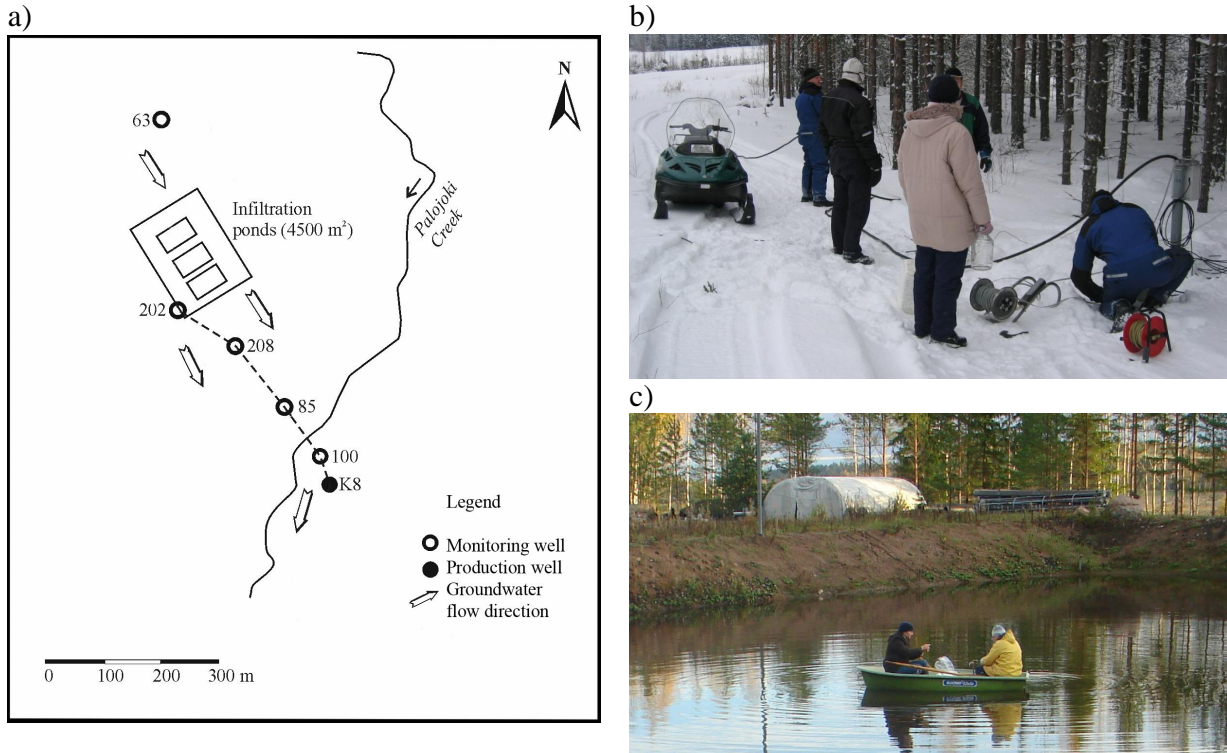 a)
N
63
Infiltration
ponds (4500 m²)
Palojoki
Creek
202
208
85
100
K8
Legend
Monitoring well
Production well
Groundwater
flow direction
0 100 200 300 m
b)
c)